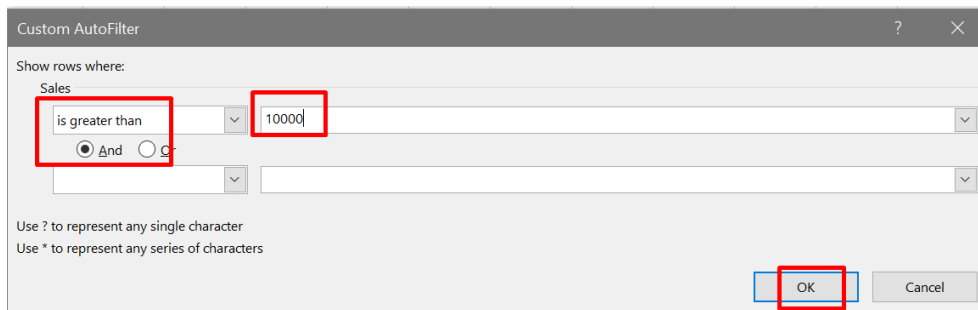 Custom AutoFilter ?
Show rows where:
Sales
is greater than 10000
And Or
Use ? to represent any single character
Use * to represent any series of characters
OK Cancel